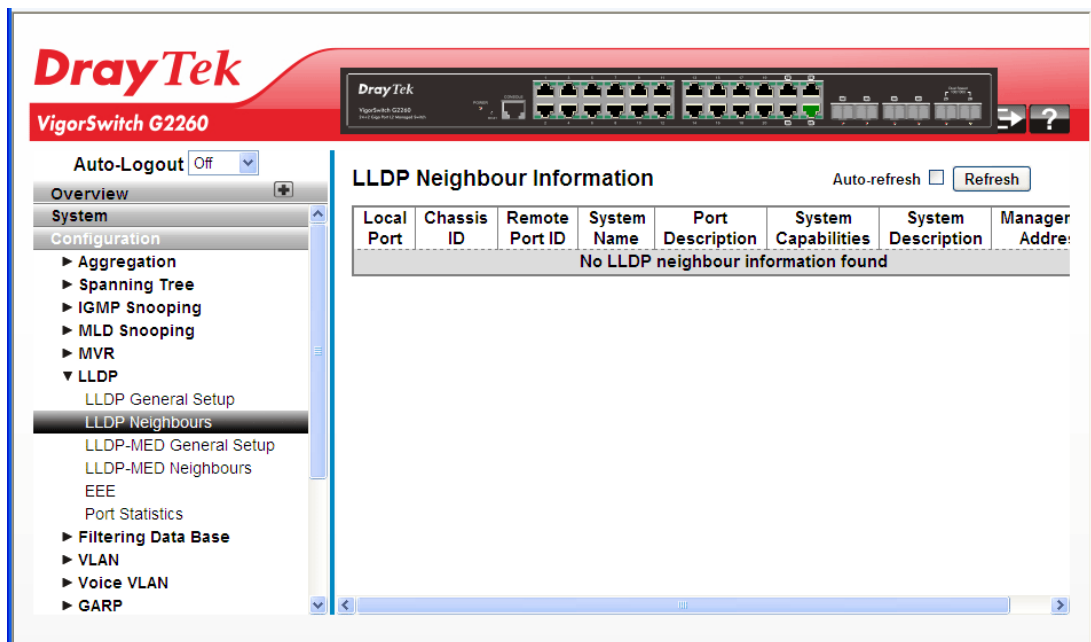 DrayTek
VigorSwitch G2260
DrayTek
VigorSwitch G2260
?
Auto-Logout Off
Overview
System
Configuration
► Aggregation
► Spanning Tree
► IGMP Snooping
► MLD Snooping
► MVR
▼ LLDP
LLDP General Setup
LLDP Neighbours
LLDP-MED General Setup
LLDP-MED Neighbours
EEE
Port Statistics
► Filtering Data Base
► VLAN
► Voice VLAN
► GARP
LLDP Neighbour Information
Auto-refresh Refresh
Local Port Chassis ID Remote Port ID System Name Port Description System Capabilities System Description Manager Addre
No LLDP neighbour information found